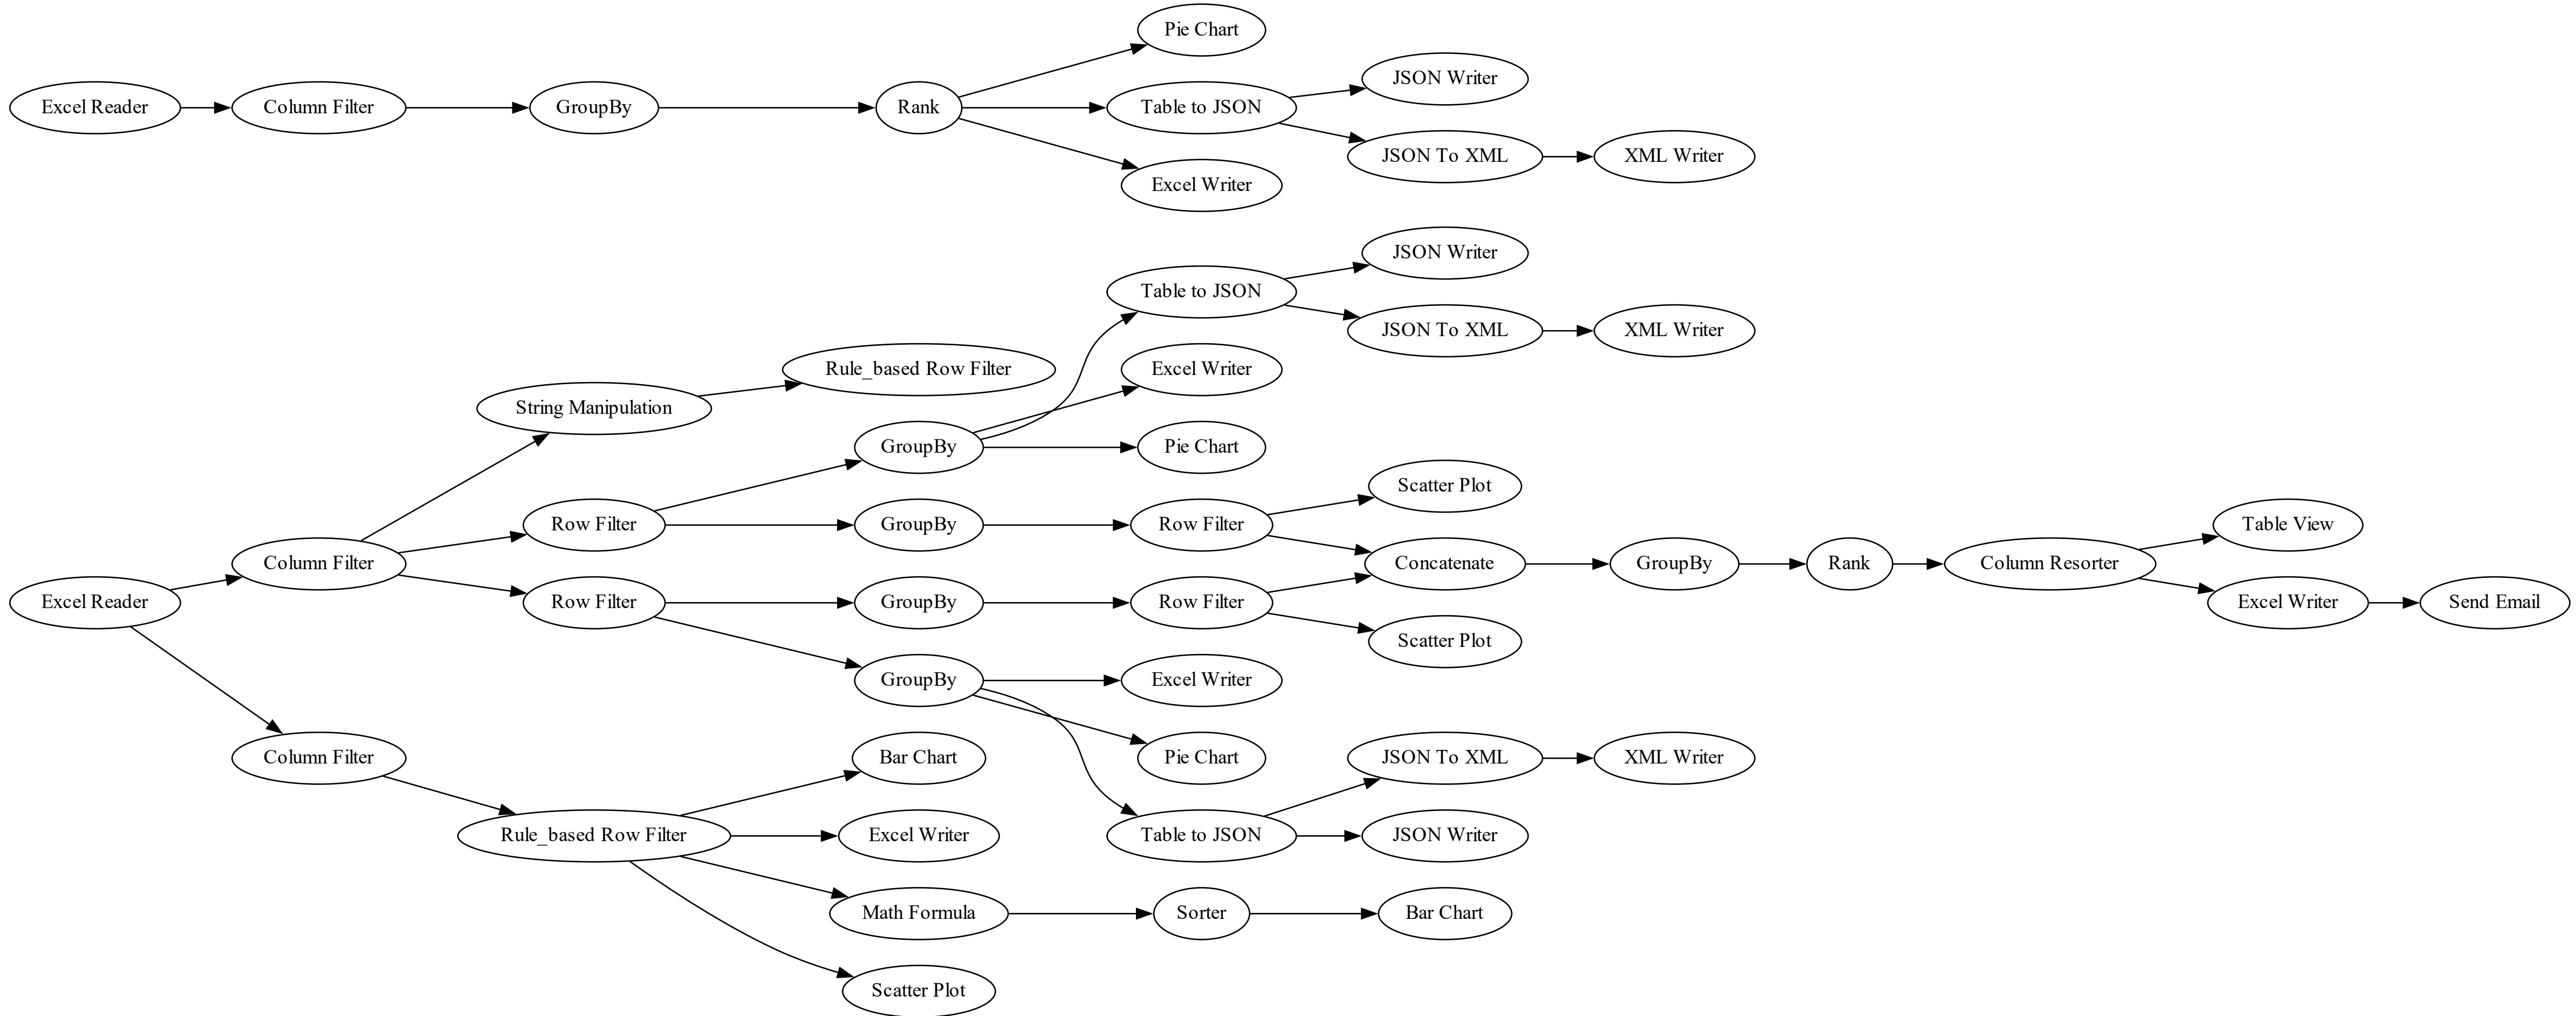 Pie Chart
JSON Writer
Excel Reader
Column Filter
GroupBy
Rank
Table to JSON
JSON To XML
XML Writer
Excel Writer
JSON Writer
Table to JSON
JSON To XML
XML Writer
Rule_based Row Filter
Excel Writer
String Manipulation
GroupBy
Pie Chart
Scatter Plot
Row Filter
GroupBy
Row Filter
Table View
Column Filter
Concatenate
GroupBy
Rank
Column Resorter
Excel Reader
Row Filter
GroupBy
Row Filter
Excel Writer
Send Email
Scatter Plot
GroupBy
Excel Writer
Column Filter
Bar Chart
Pie Chart
JSON To XML
XML Writer
Rule_based Row Filter
Excel Writer
Table to JSON
JSON Writer
Math Formula
Sorter
Bar Chart
Scatter Plot